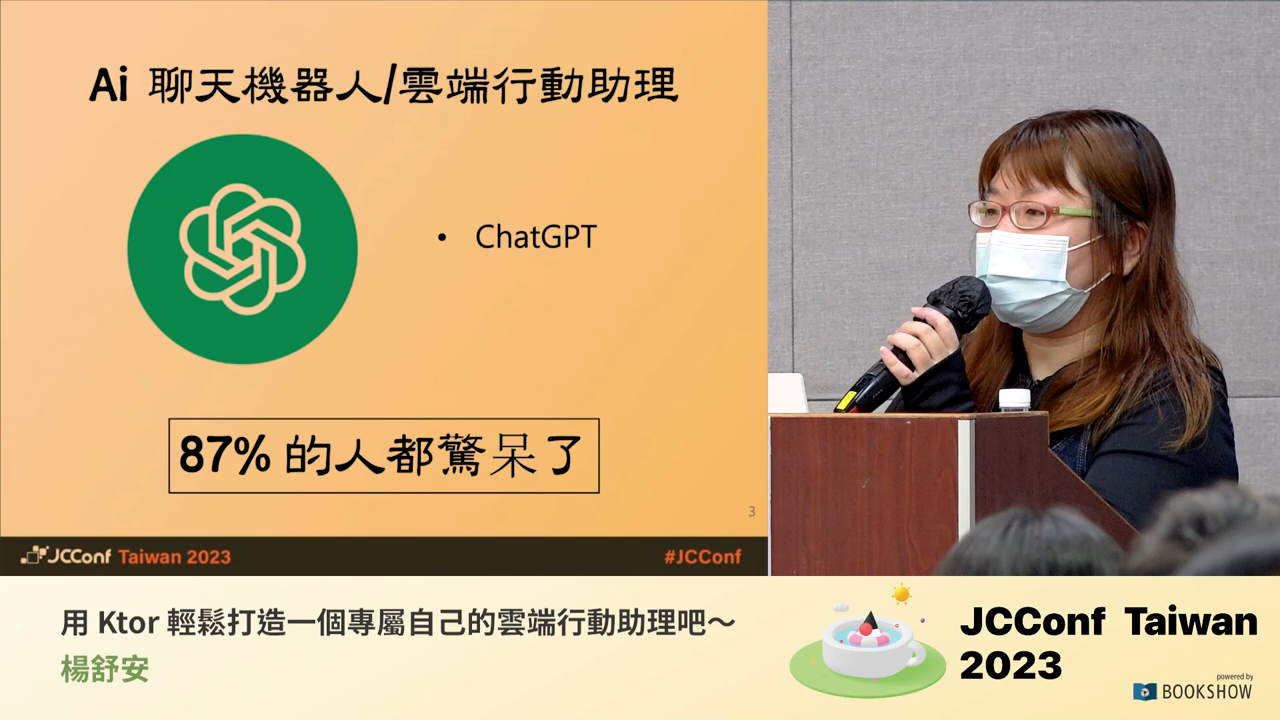 Ai 聊天機器人/雲端行動助理
• ChatGPT
87% 的人都驚呆了
3
JCConf Taiwan 2023
#JCConf
用 Ktor 輕鬆打造一個專屬自己的雲端行動助理吧～
楊舒安
JCConf Taiwan
2023
powered by
BOOKSHOW